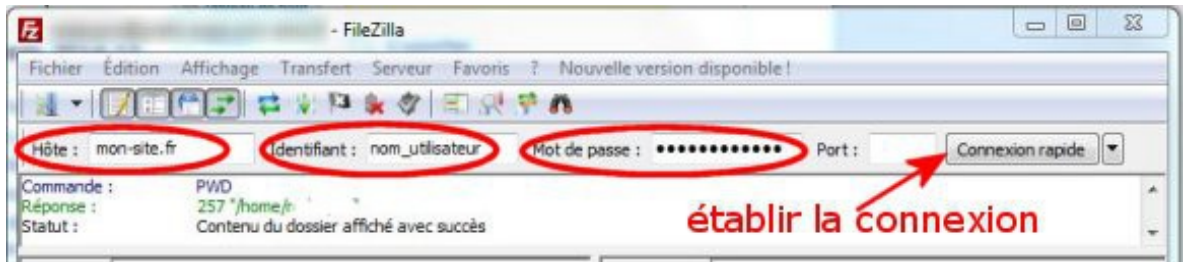 Fz - FileZilla
Fichier Édition Affichage Transfert Serveur Favoris ? Nouvelle version disponible !
Hôte : mon-site.fr Identifiant : nom_utilisateur Mot de passe : ●●●●●●●●●●●● Port : Connexion rapide
Commande : PWD
Réponse : 257 "/home/
Statut : Contenu du dossier affiché avec succès
établir la connexion